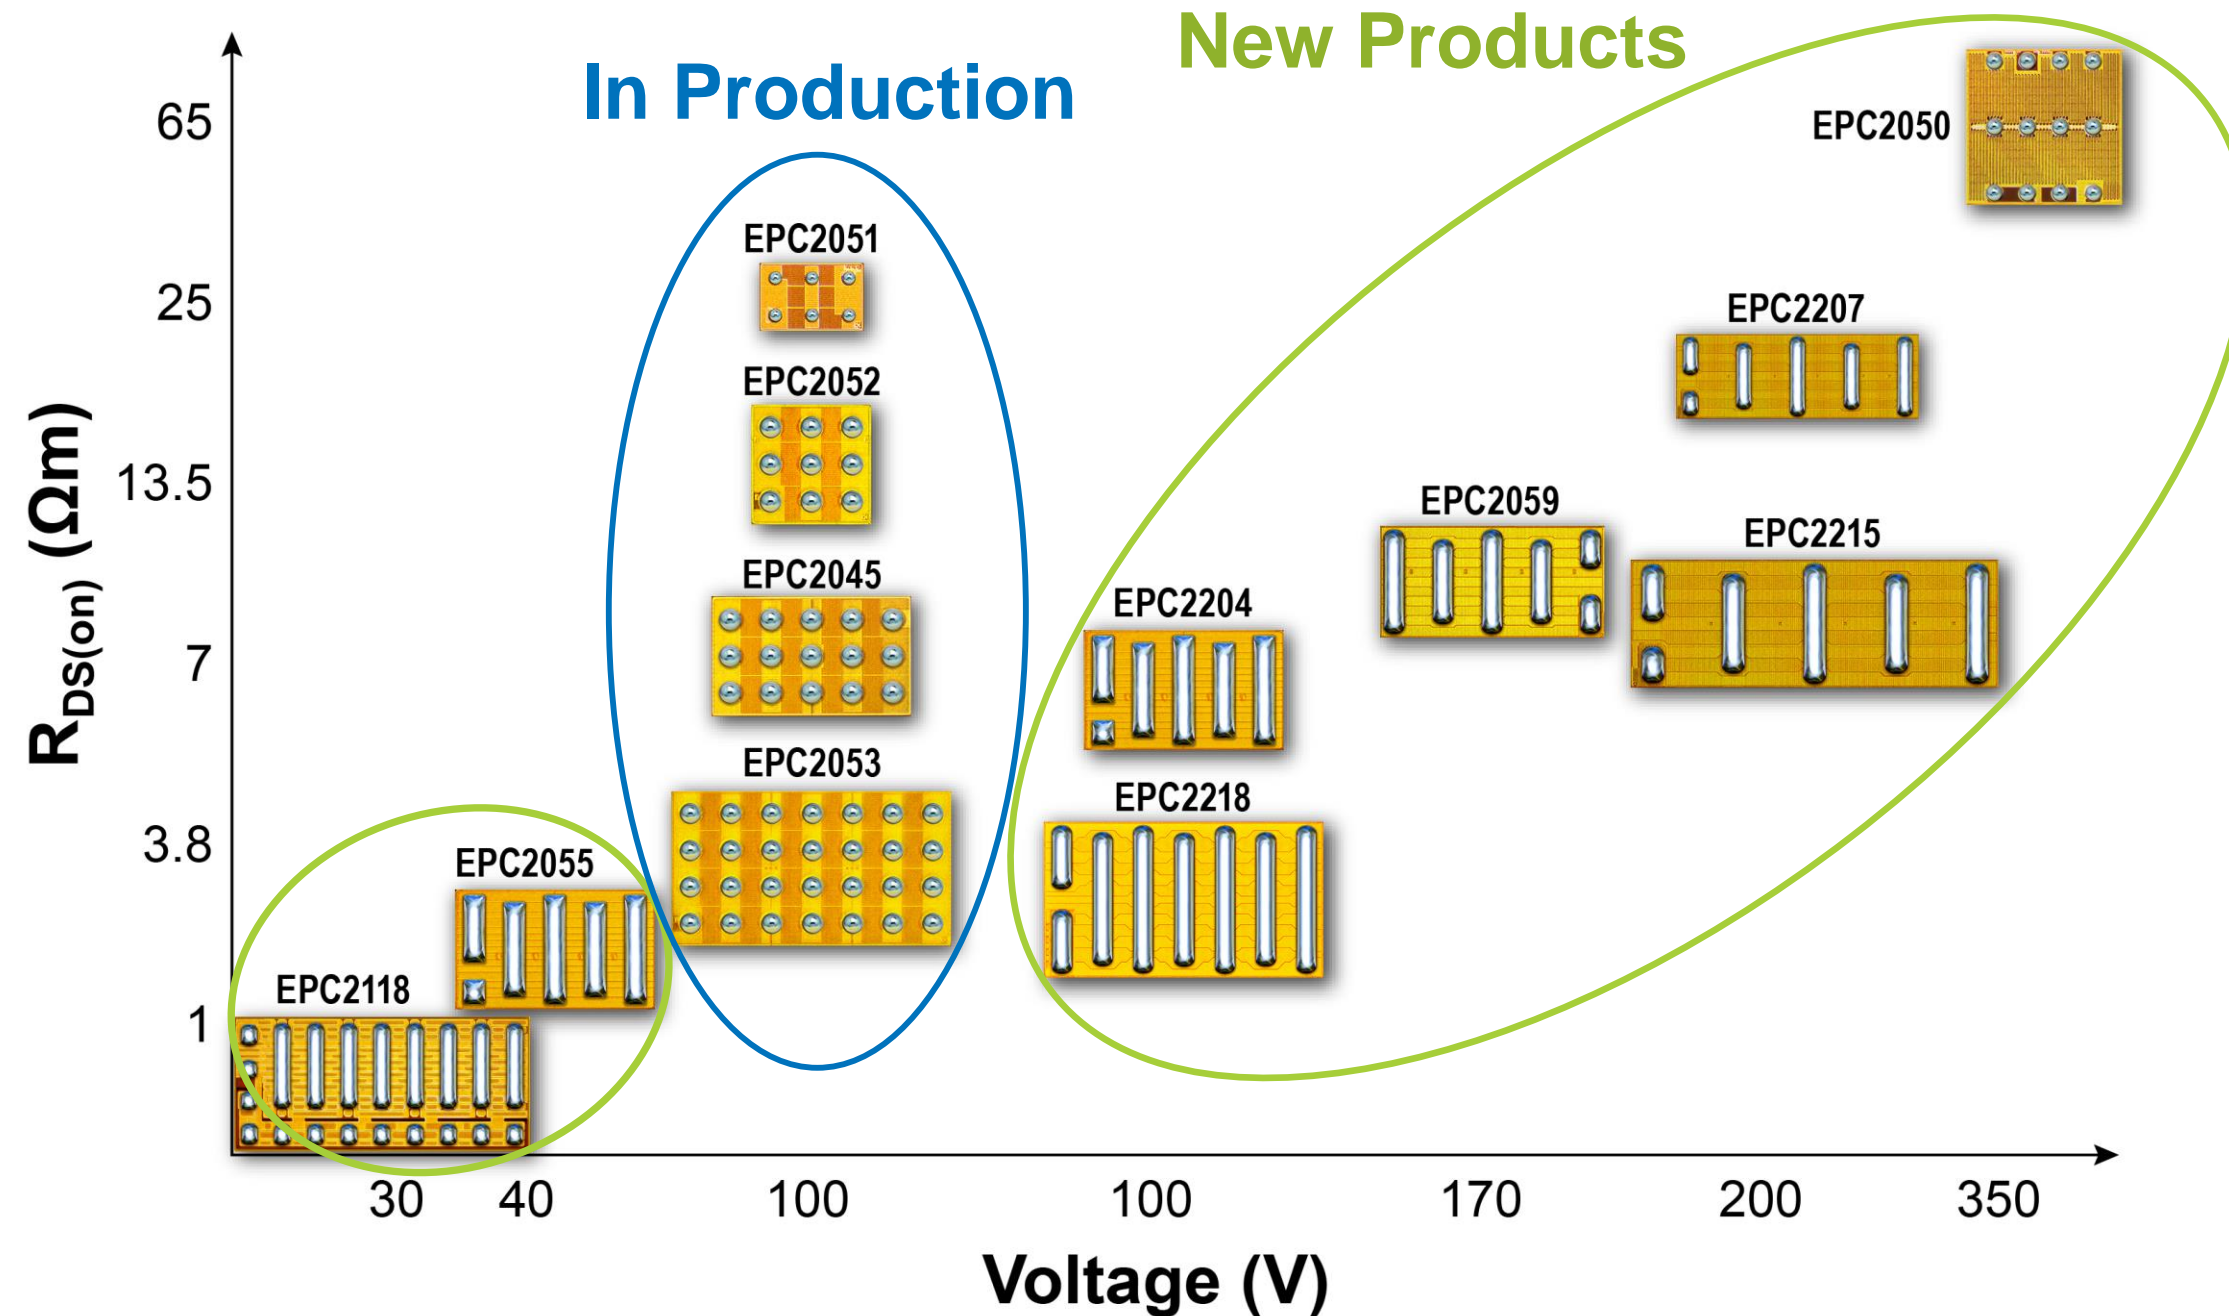 New Products
In Production
65
EPC2050
EPC2051
25
EPC2207
EPC2052
13.5
EPC2059
EPC2215
EPC2045
EPC2204
7
EPC2053
EPC2218
3.8
EPC2055
EPC2118
1
RDS(on) (Ωm)
30 40 100 100 170 200 350
Voltage (V)